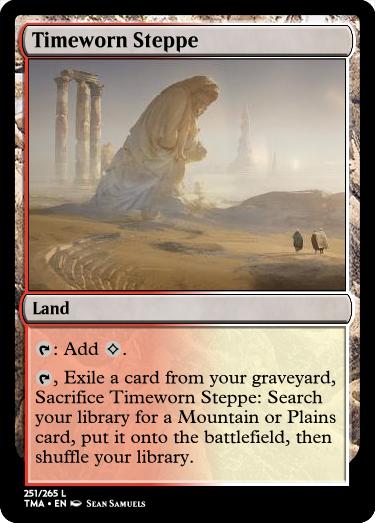 Timeworn Steppe
Land
: Add .
, Exile a card from your graveyard,
Sacrifice Timeworn Steppe: Search
your library for a Mountain or Plains
card, put it onto the battlefield, then
shuffle your library.
251/265 L
TMA • EN Sean Samuels